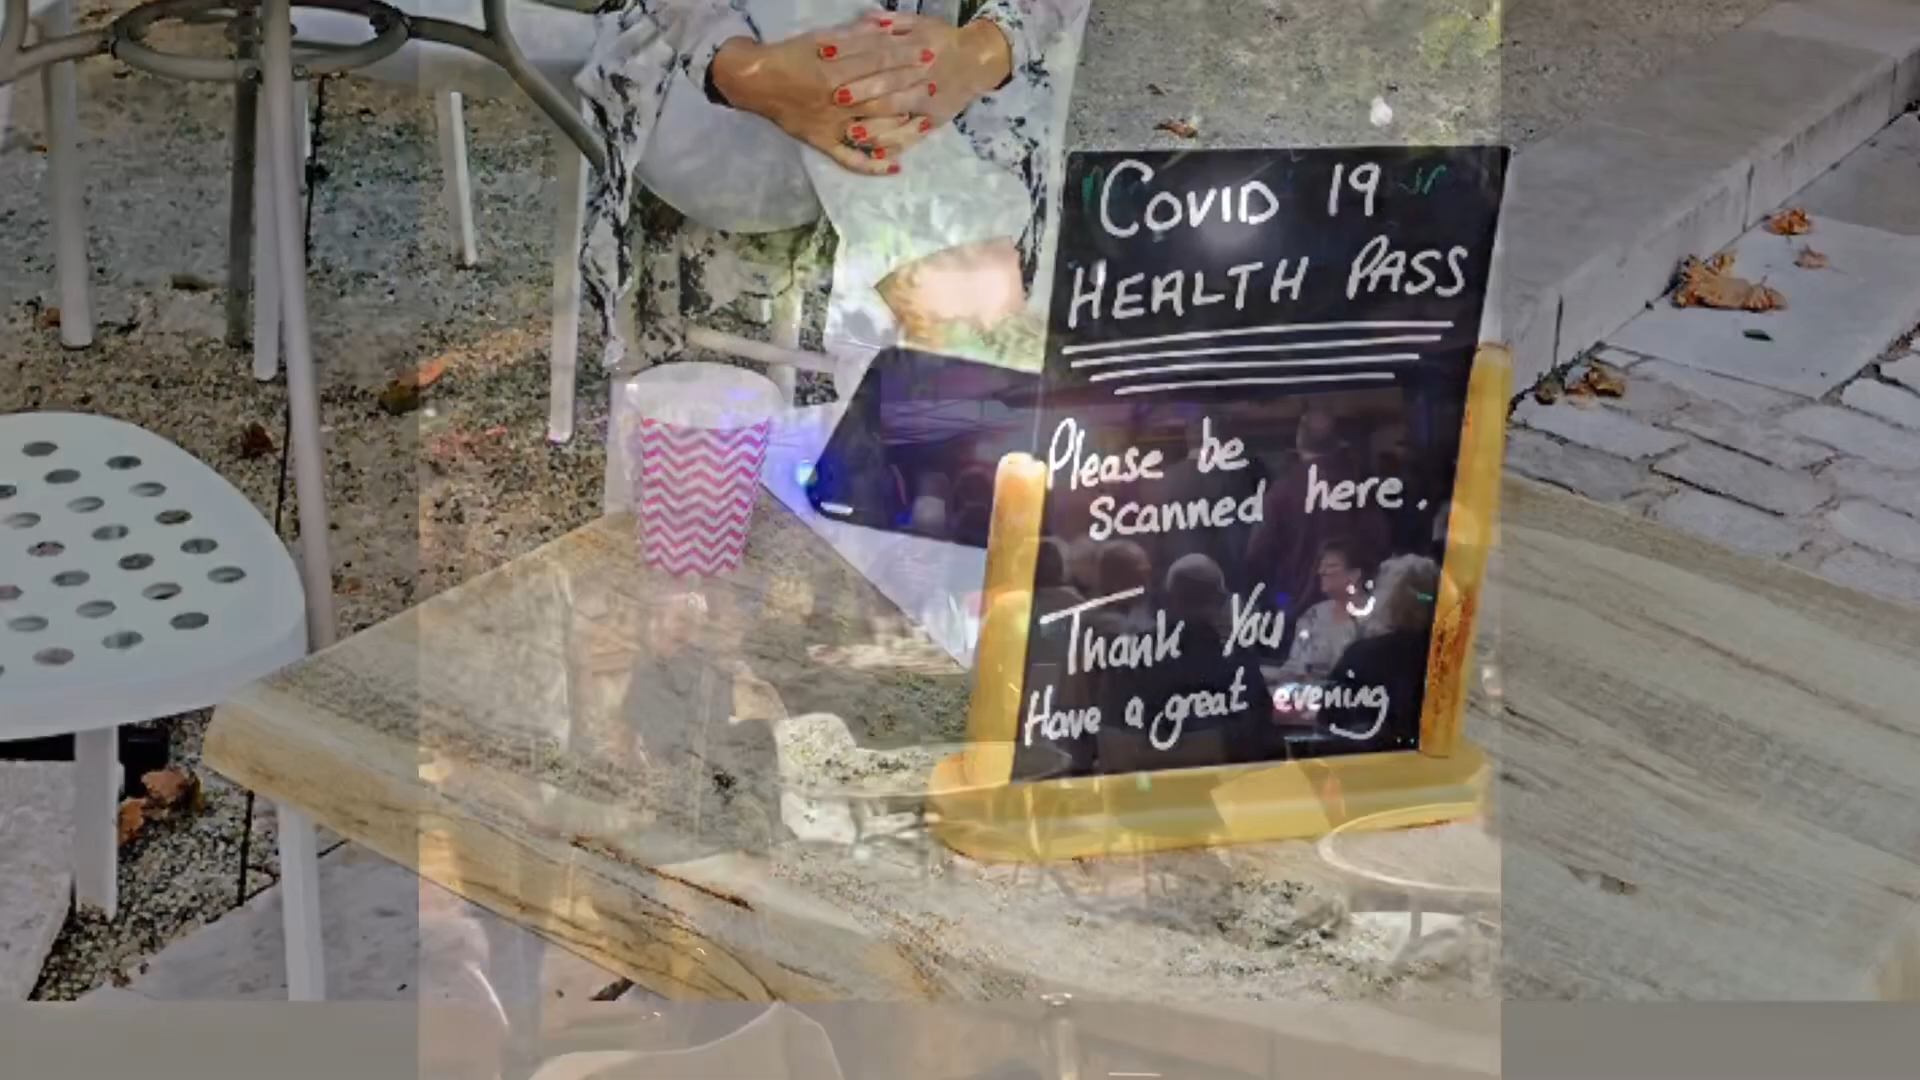 COVID 19
HEALTH PASS
Please be
scanned here.
Thank You
Have a great evening